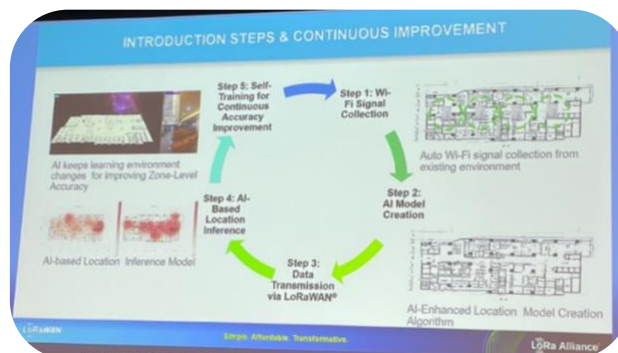 INTRODUCTION STEPS & CONTINUOUS IMPROVEMENT
Step 5: Self-
Training for
Continuous
Accuracy
Improvement
Step 1: Wi-
Fi Signal
Collection
AI keeps learning environment
changes for improving Zone-Level
Accuracy
Auto Wi-Fi signal collection from
existing environment
Step 4: AI-
Based
Location
Inference
Step 2:
AI Model
Creation
AI-based Location Inference Model
Step 3:
Data
Transmission
via LoRaWAN®
AI-Enhanced Location Model Creation
Algorithm
LoRaWAN
Simple. Affordable. Transformative.
LoRa Alliance